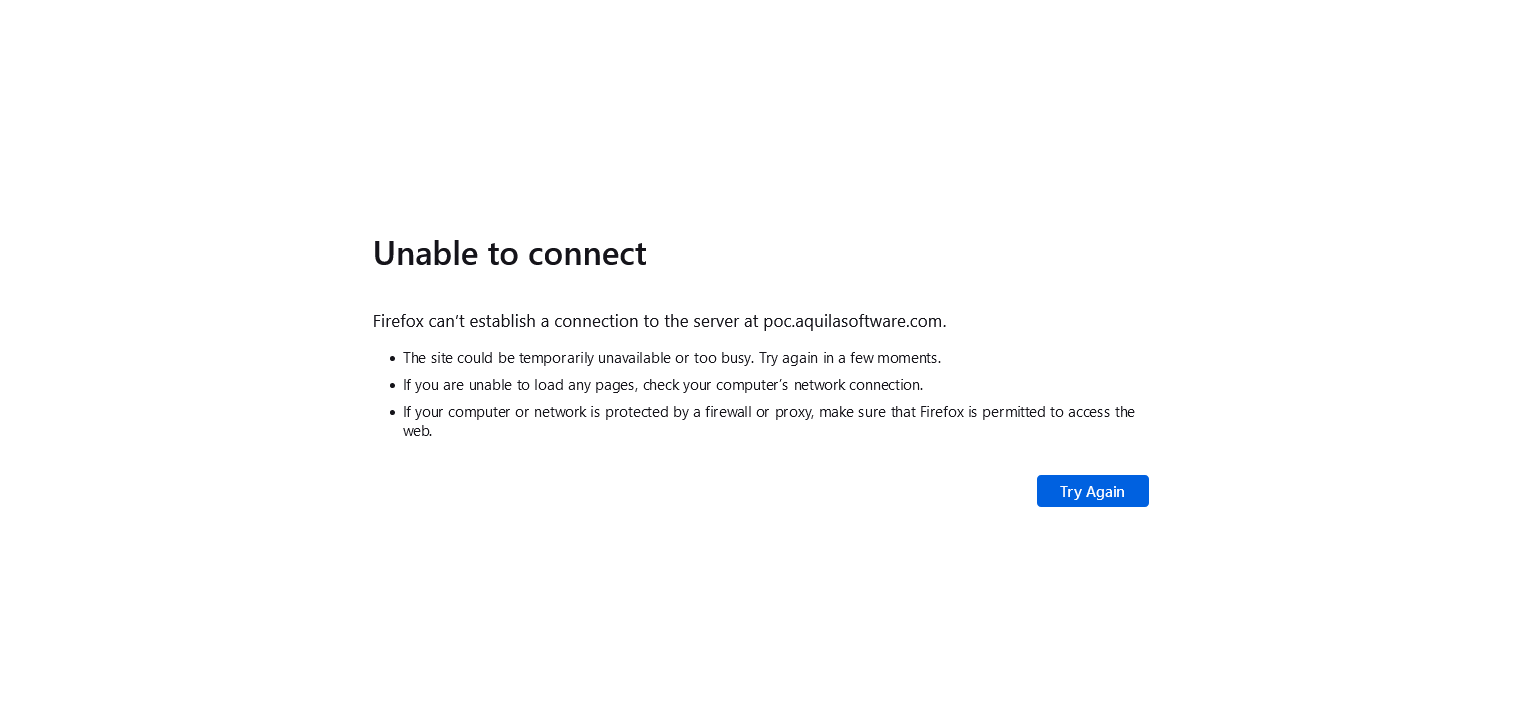 Unable to connect
Firefox can’t establish a connection to the server at poc.aquilasoftware.com.
• The site could be temporarily unavailable or too busy. Try again in a few moments.
• If you are unable to load any pages, check your computer’s network connection.
• If your computer or network is protected by a firewall or proxy, make sure that Firefox is permitted to access the
web.
Try Again